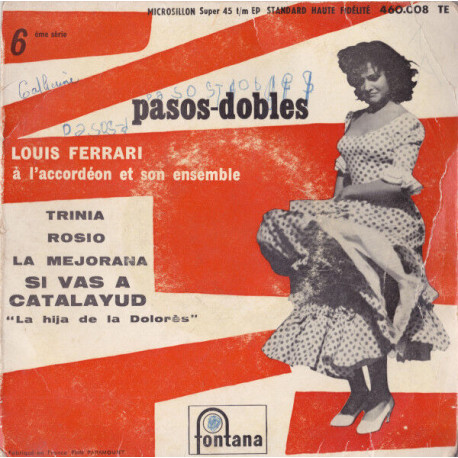 MICROSILLON Super 45 t/m EP STANDARD HAUTE FIDÉLITÉ 460.008 TE
6 ème série
Catherine
pasos-dobles
LOUIS FERRARI
à l'accordéon et son ensemble
TRINIA
ROSIO
LA MEJORANA
SI VAS A
CATALAYUD
"La hija de la Dolorès"
fontana